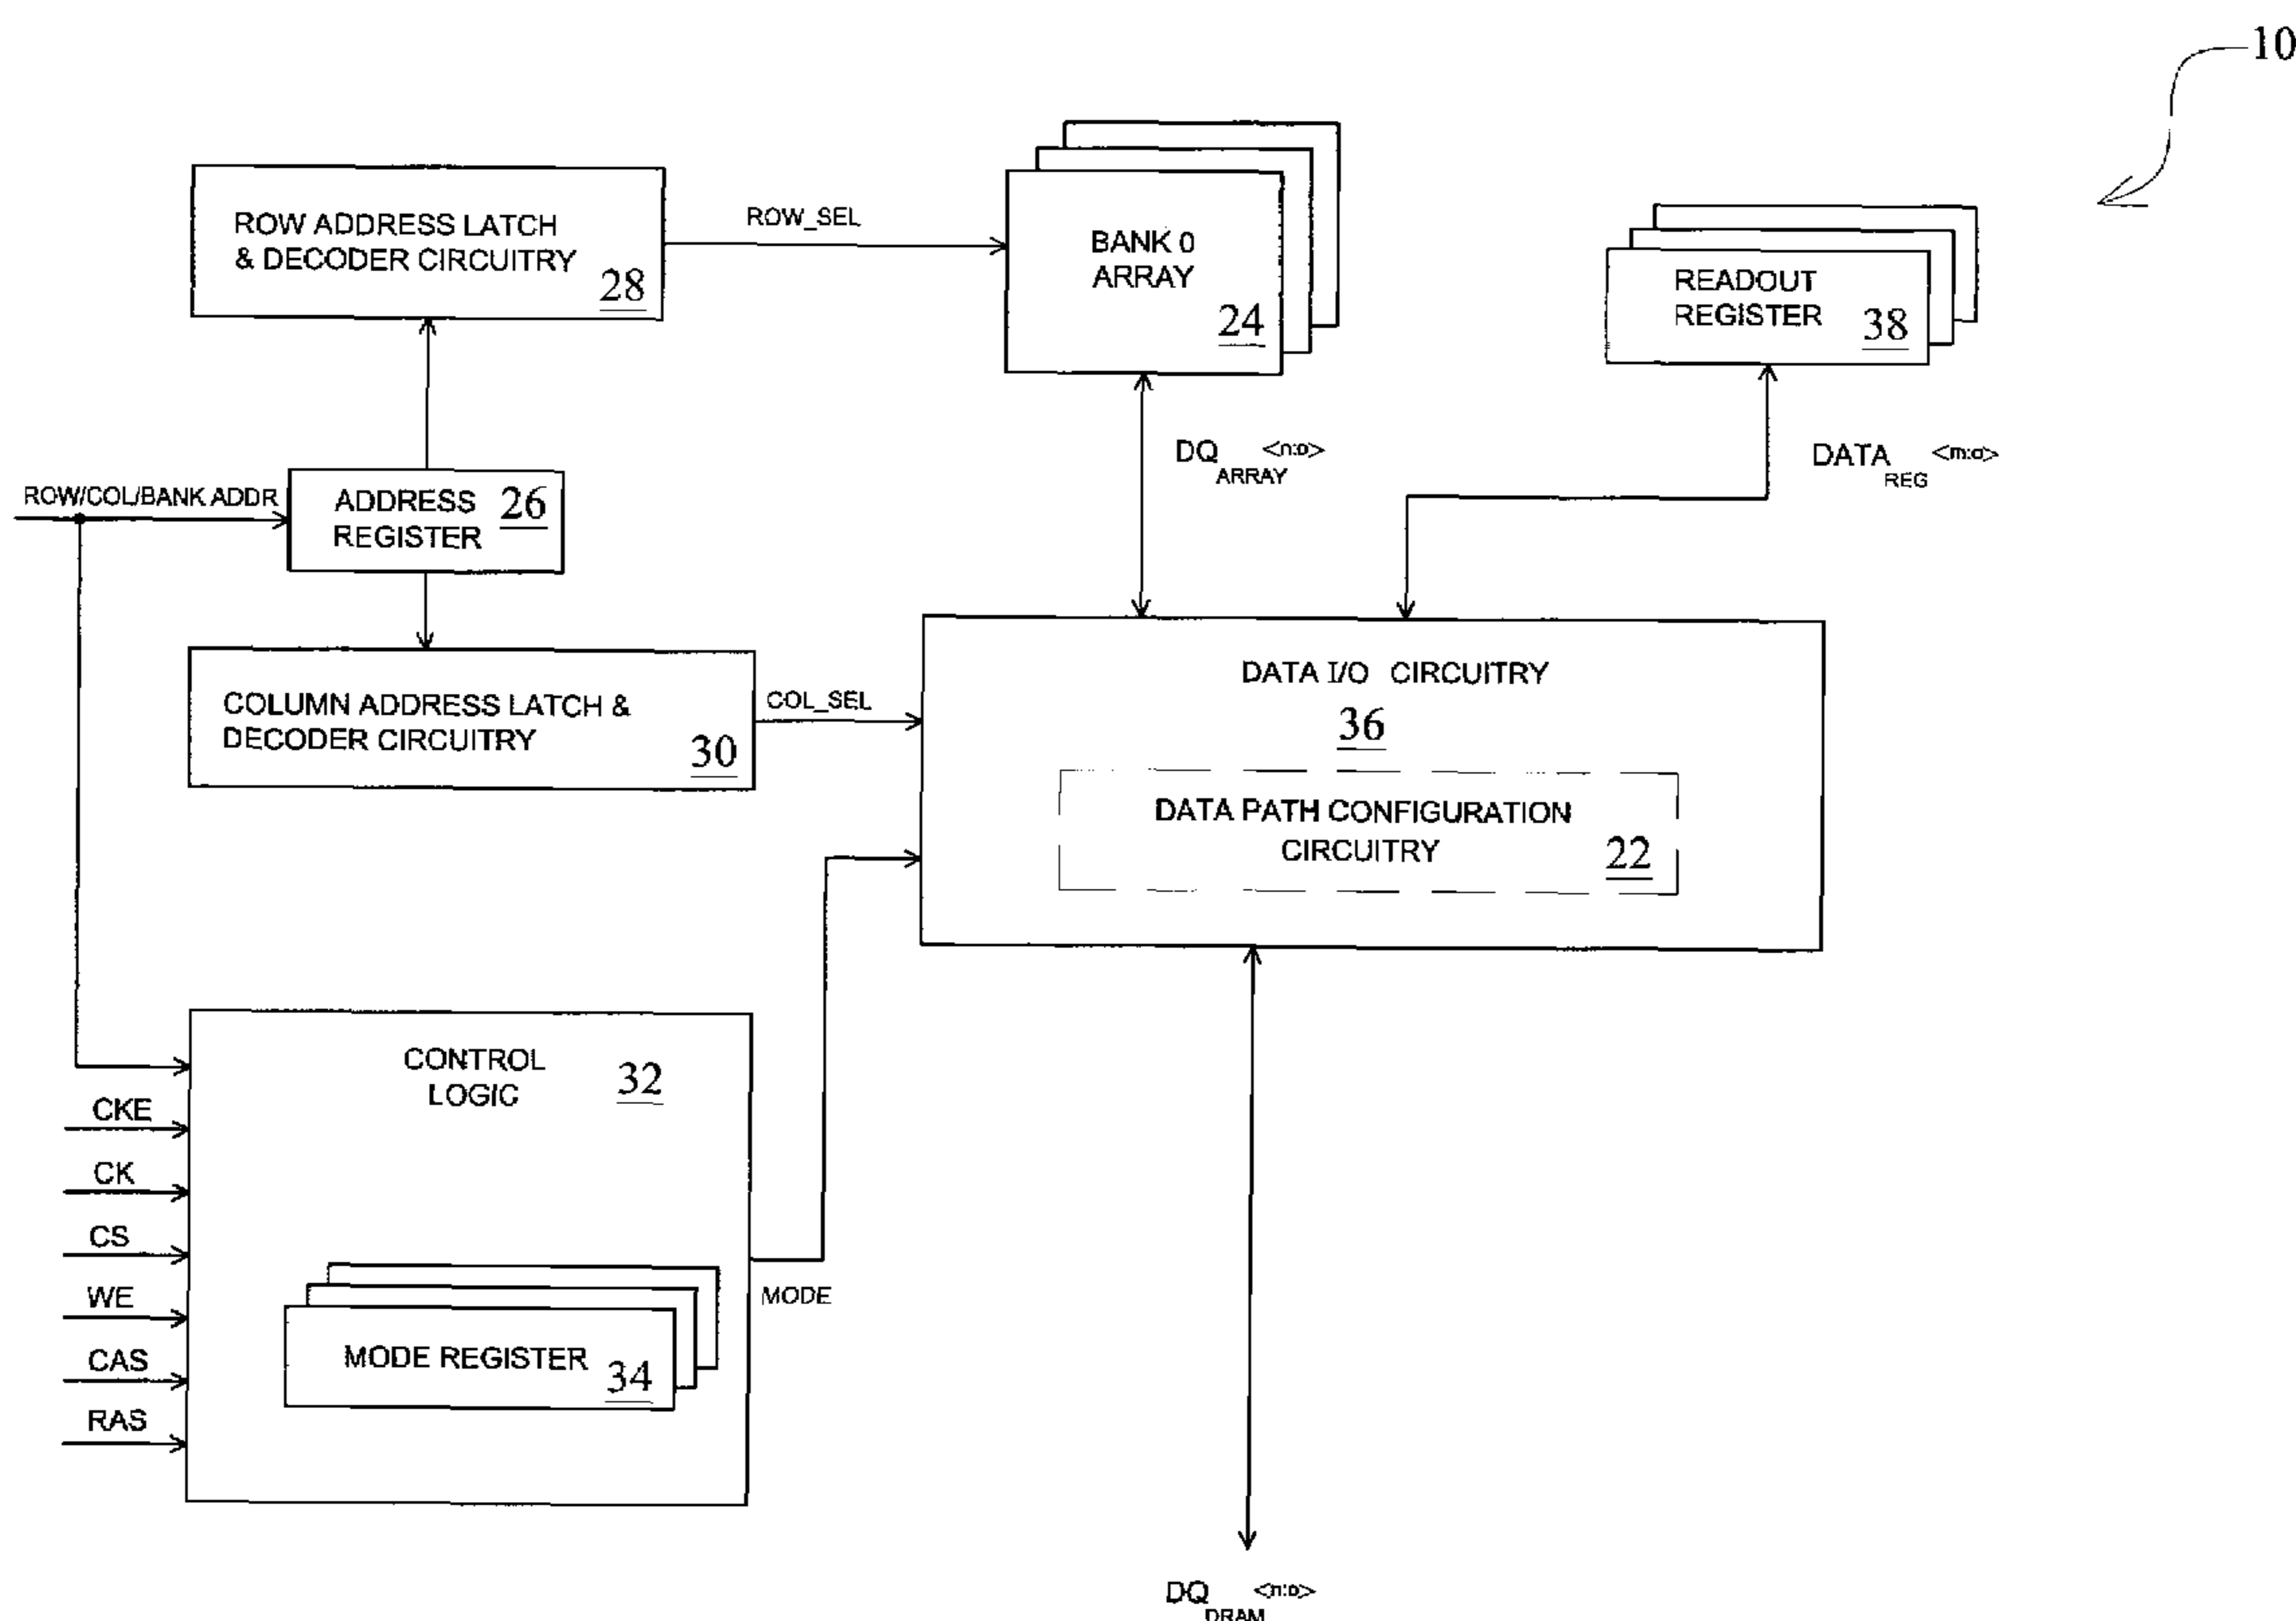 10
ROW ADDRESS LATCH
& DECODER CIRCUITRY
28
ROW_SEL
BANK 0
ARRAY
24
READOUT
REGISTER
38
DQ ARRAY <n:o>
DATA REG <m:o>
ROW/COL/BANK ADDR
ADDRESS
REGISTER
26
COLUMN ADDRESS LATCH &
DECODER CIRCUITRY
30
COL_SEL
DATA I/O CIRCUITRY
36
DATA PATH CONFIGURATION
CIRCUITRY
22
CONTROL
LOGIC
32
CKE
CK
CS
WE
CAS
RAS
MODE REGISTER
34
MODE
DQ DRAM <n:o>